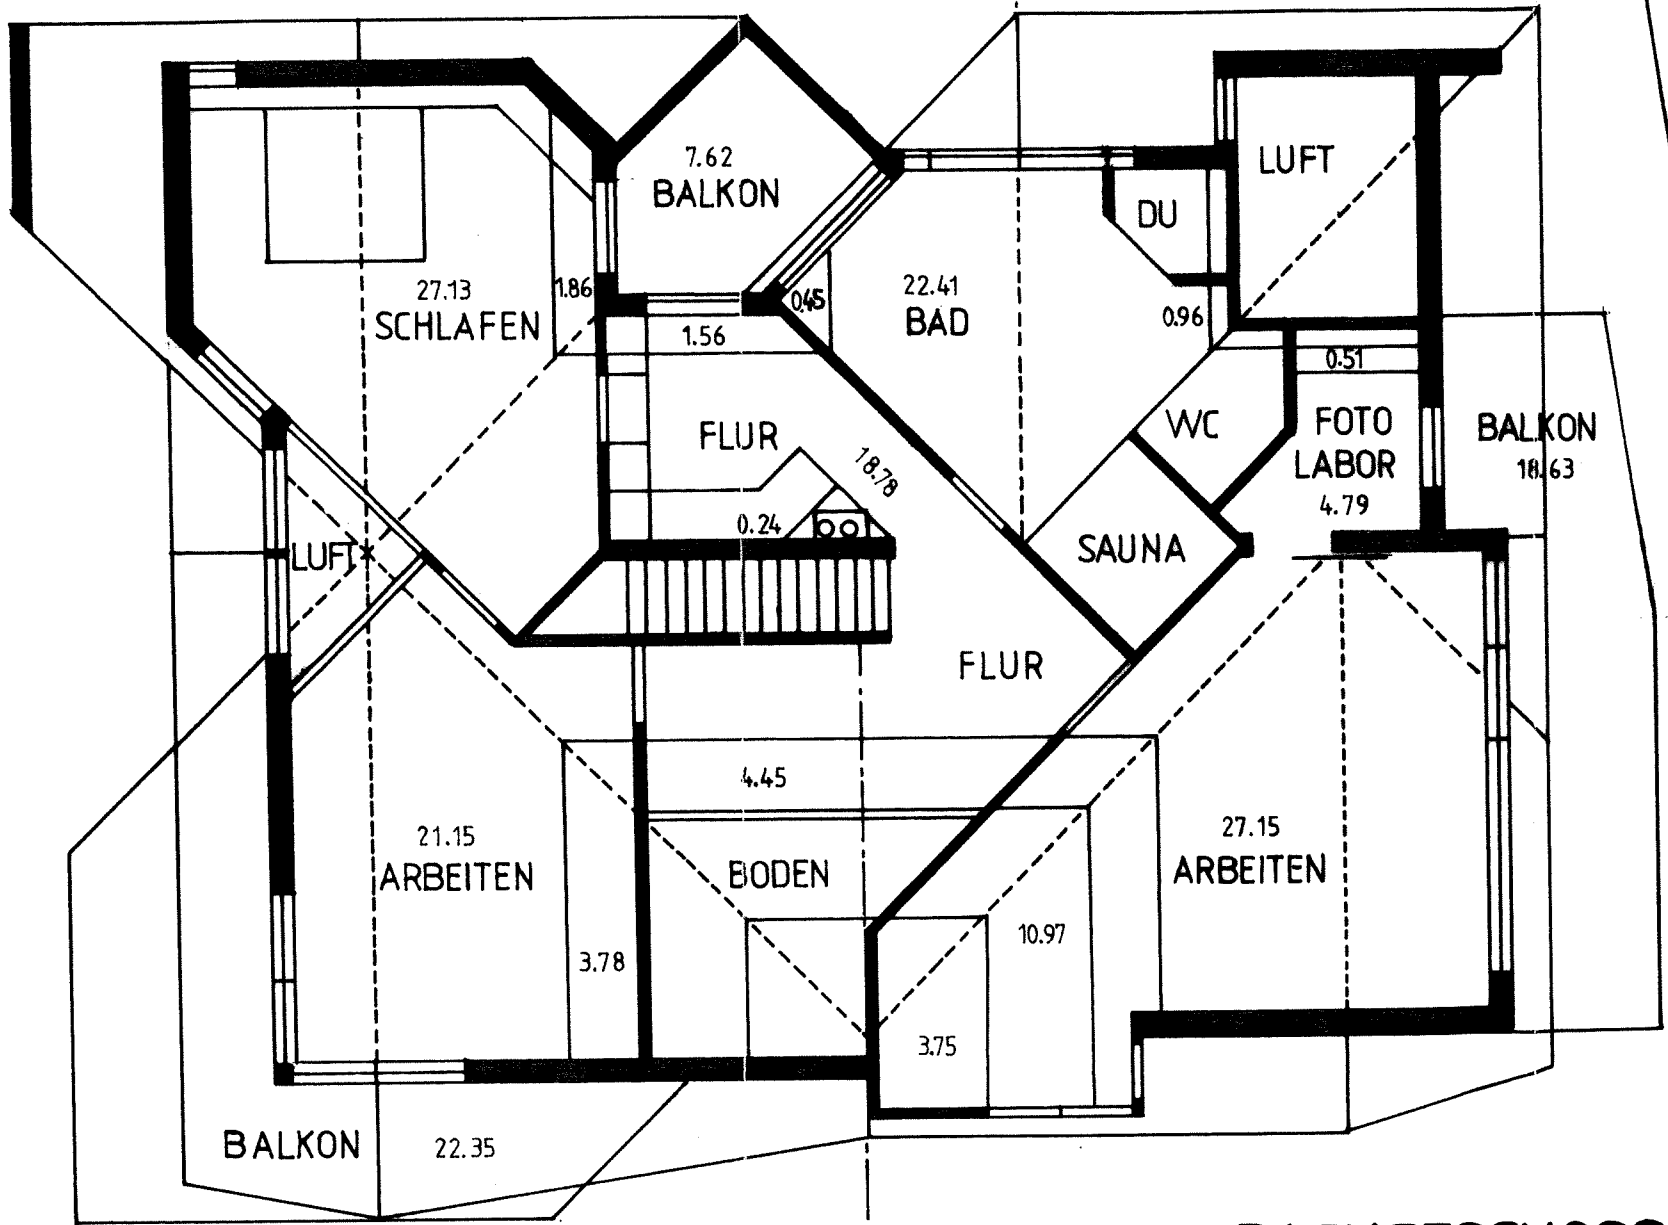 7.62
BALKON
LUFT
DU
27.13
SCHLAFEN
1.86
0.45
22.41
BAD
0.96
1.56
0.51
FLUR
18.78
WC
FOTO
LABOR
4.79
BALKON
18.63
0.24
LUFT
SAUNA
FLUR
4.45
21.15
ARBEITEN
BODEN
27.15
ARBEITEN
3.78
10.97
3.75
BALKON
22.35